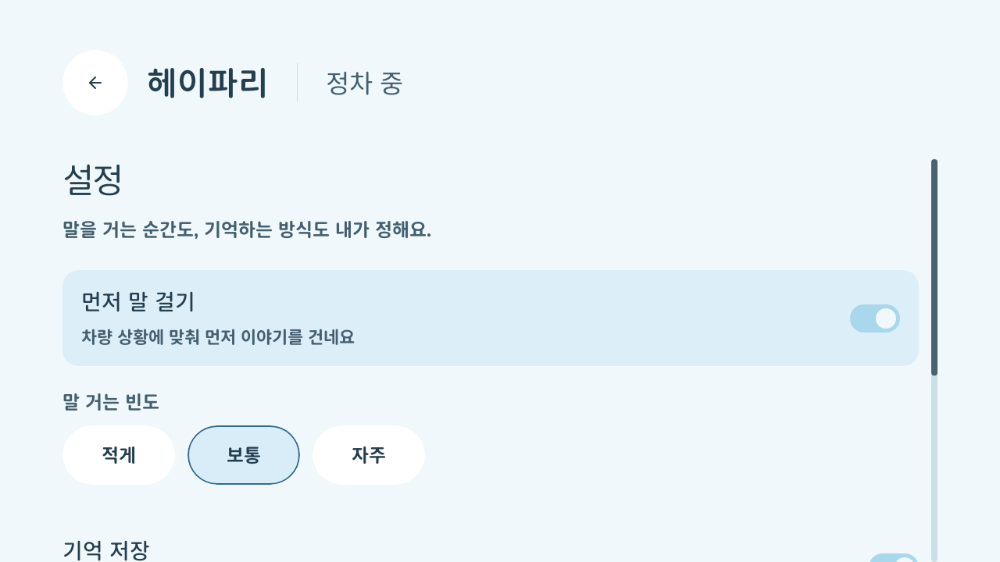 헤이파리
정차 중
설정
말을 거는 순간도, 기억하는 방식도 내가 정해요.
먼저 말 걸기
차량 상황에 맞춰 먼저 이야기를 건네요
말 거는 빈도
적게
보통
자주
기억 저장